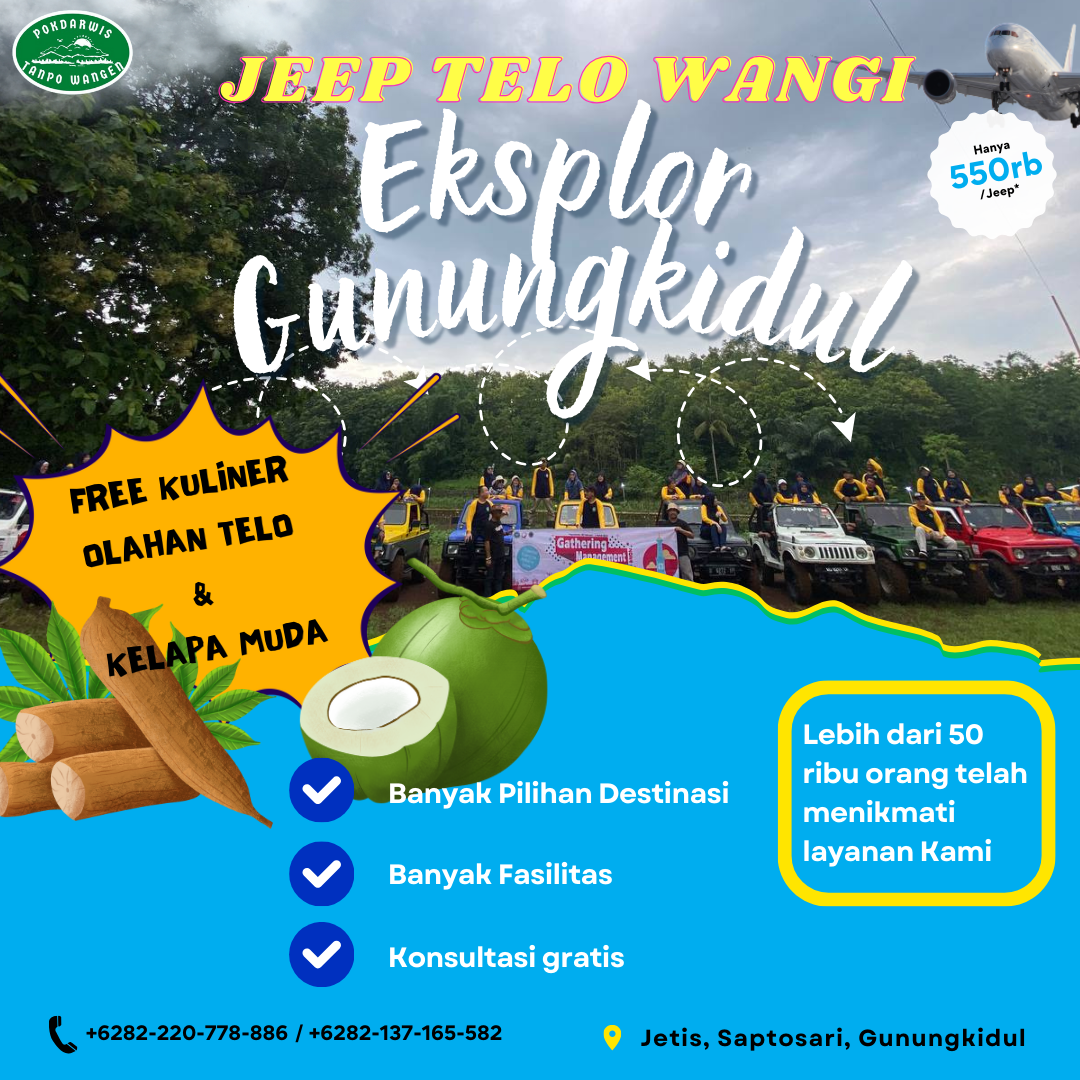 POKDARWIS
TANPO WANGEN
JEEP TELO WANGI
Eksplor
Gunungkidul
Hanya
550rb
/Jeep*
FREE KULINER
OLAHAN TELO
&
KELAPA MUDA
Gathering &
Management
Jeep
Banyak Pilihan Destinasi
Banyak Fasilitas
Konsultasi gratis
Lebih dari 50
ribu orang telah
menikmati
layanan Kami
+6282-220-778-886 / +6282-137-165-582
Jetis, Saptosari, Gunungkidul